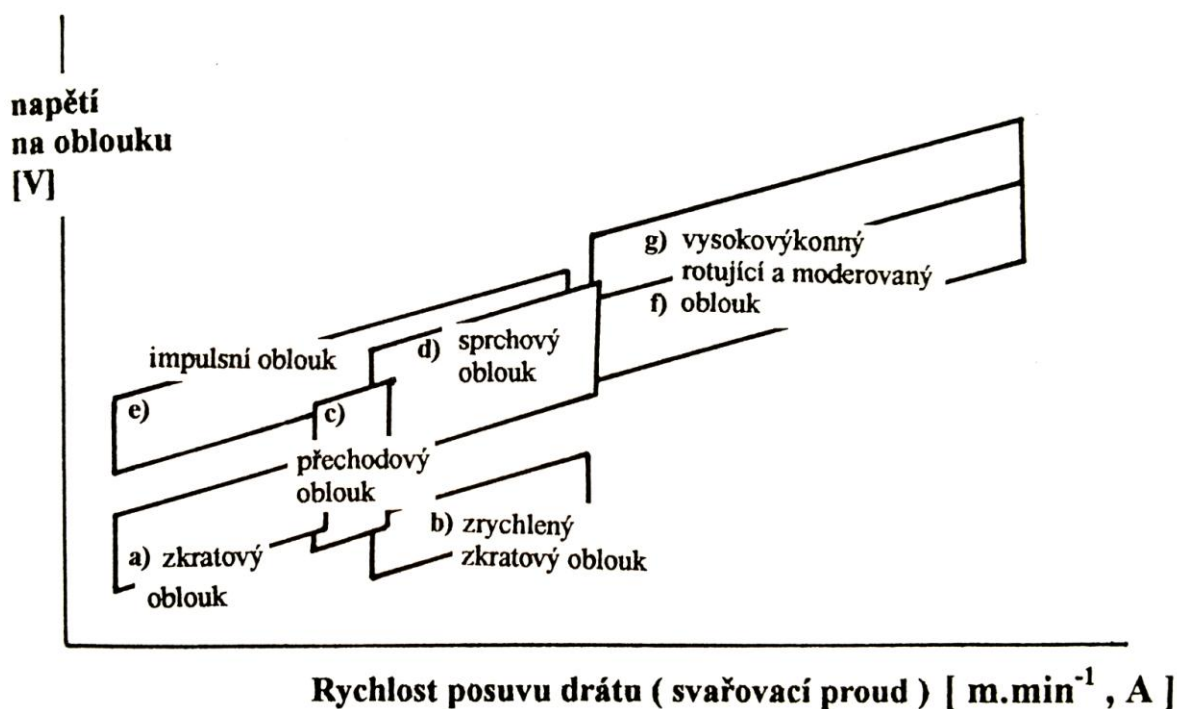 napětí
na oblouku
[V]
g) vysokovýkonný
rotující a moderovaný
f) oblouk
d) sprchový
oblouk
impulsní oblouk
e)
c)
přechodový
oblouk
b) zrychlený
zkratový oblouk
a) zkratový
oblouk
Rychlost posuvu drátu ( svařovací proud ) [ m.min⁻¹ , A ]